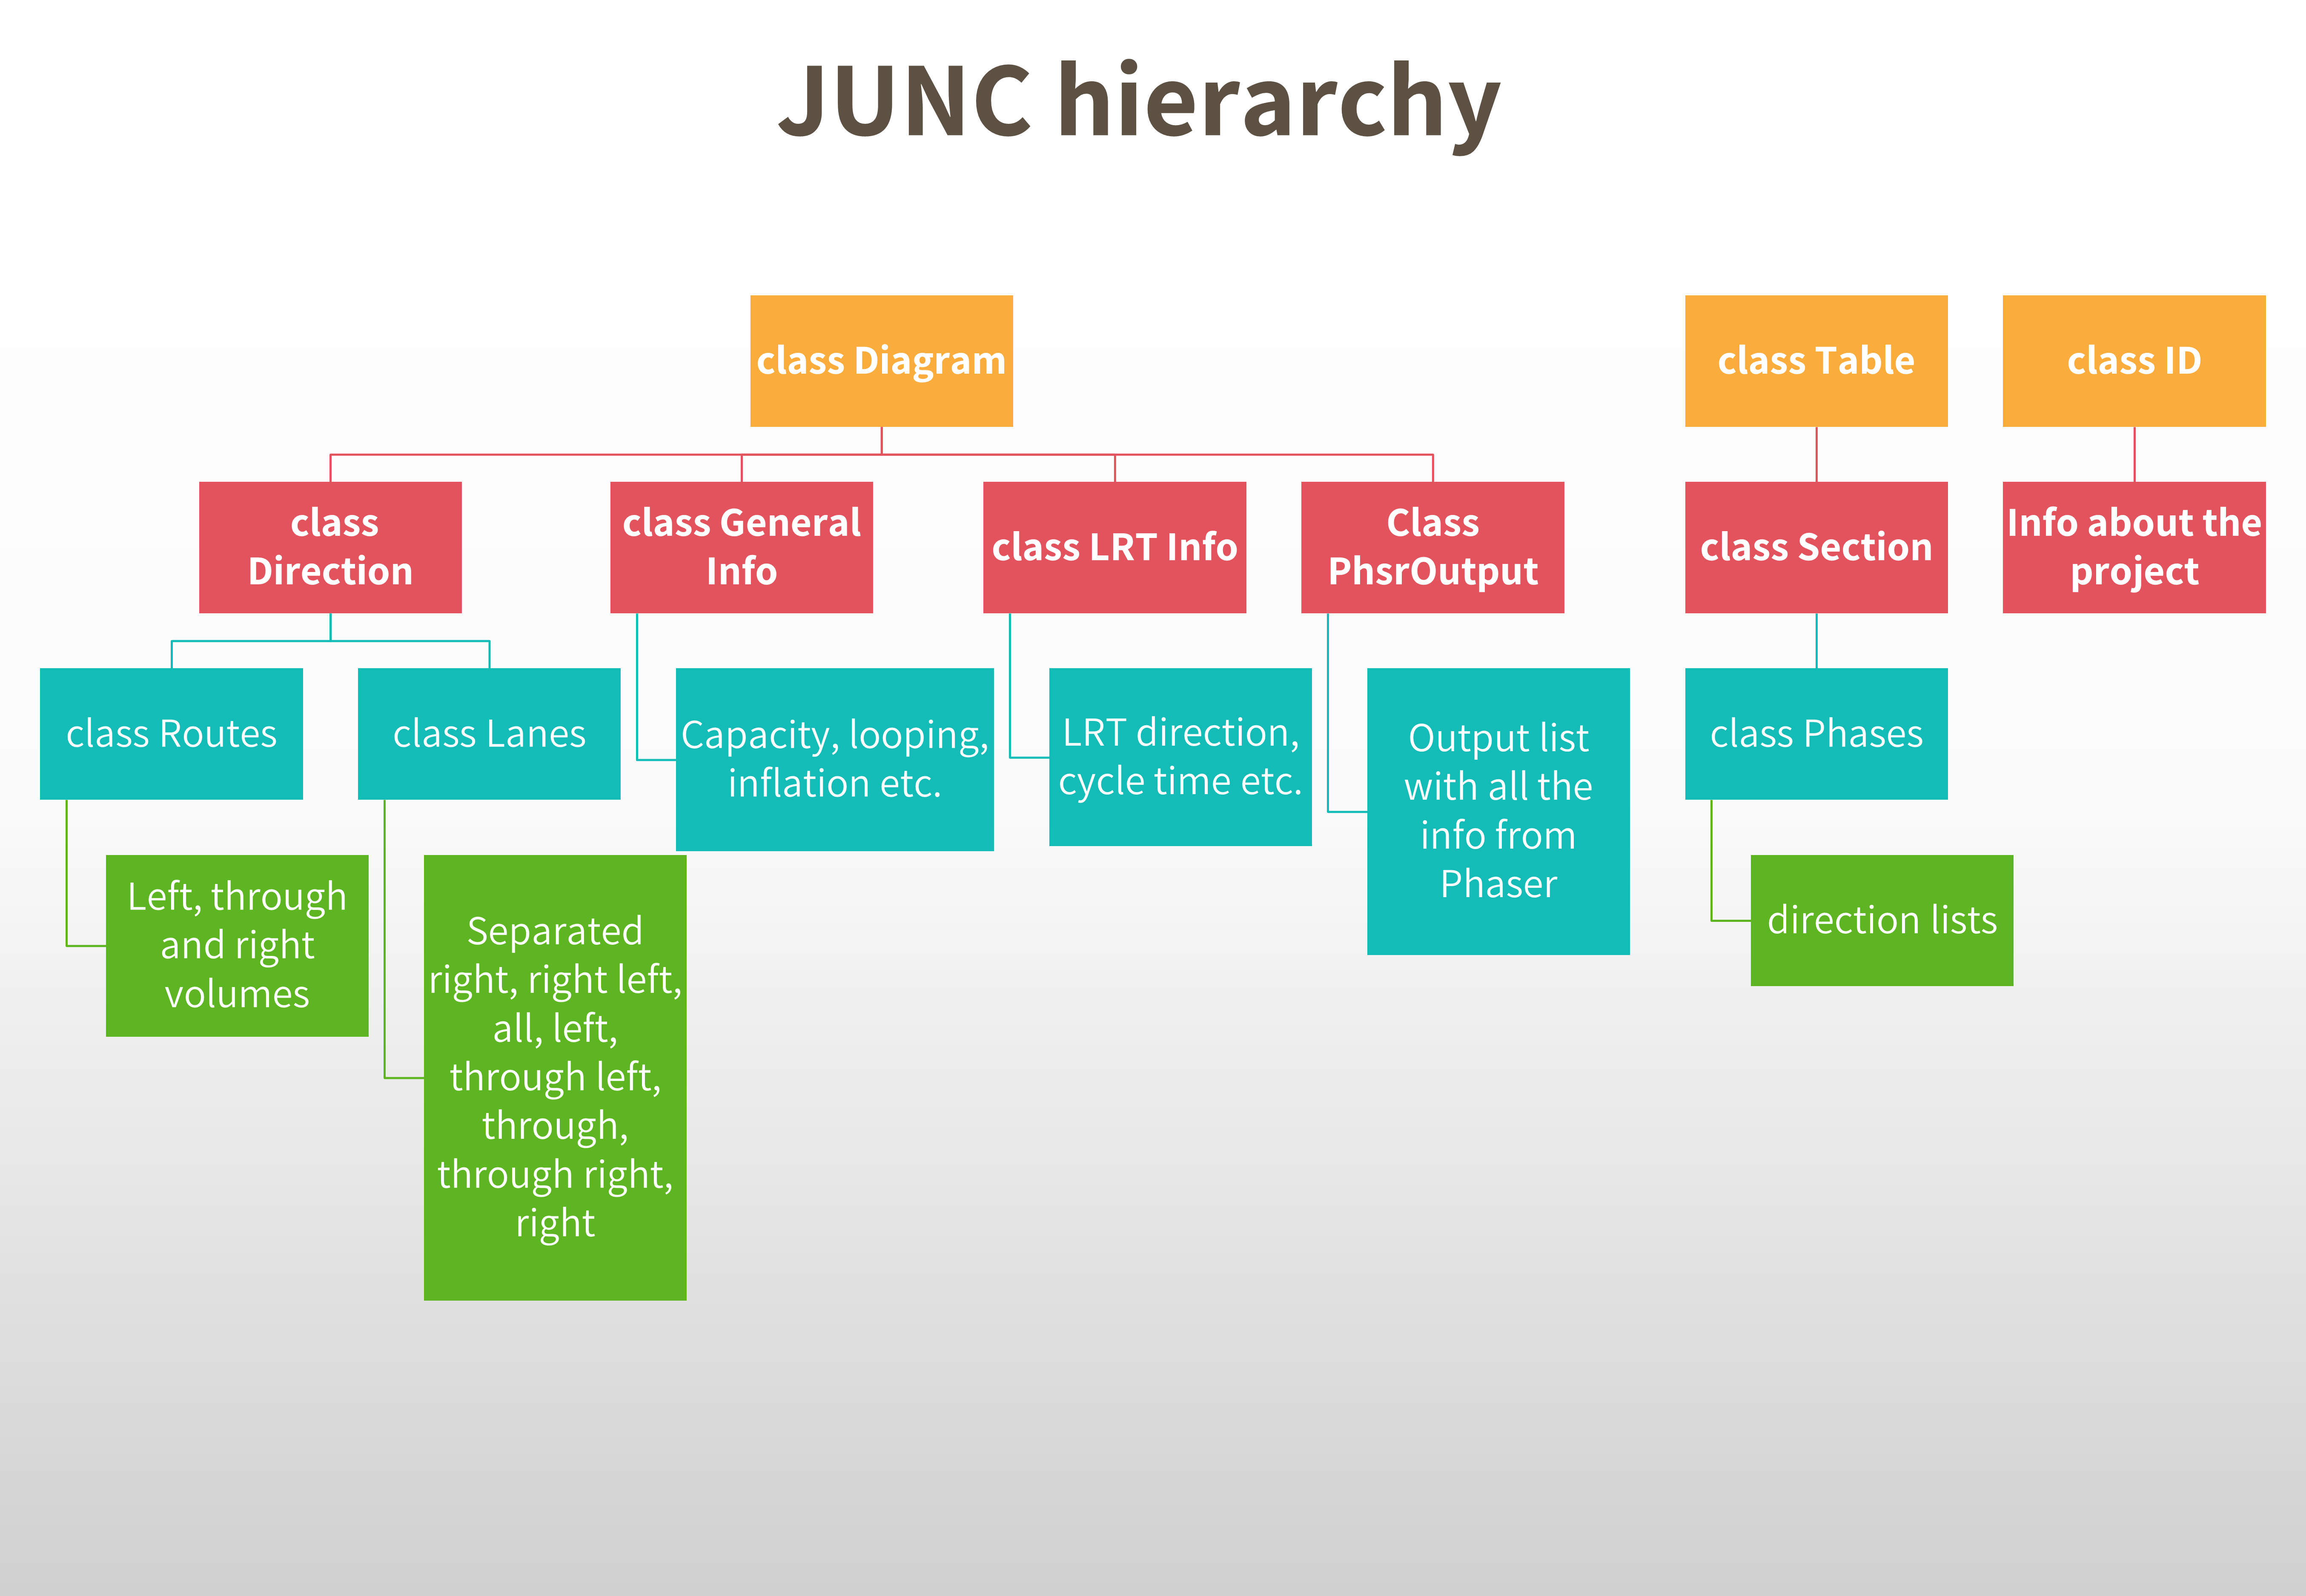 JUNC hierarchy
class Diagram
class Table
class ID
class
Direction
class General
Info
class LRT Info
Class
PhsrOutput
class Section
Info about the
project
class Routes
class Lanes
Capacity, looping,
inflation etc.
LRT direction,
cycle time etc.
Output list
with all the
info from
Phaser
class Phases
Left, through
and right
volumes
Separated
right, right left,
all, left,
through left,
through,
through right,
right
direction lists